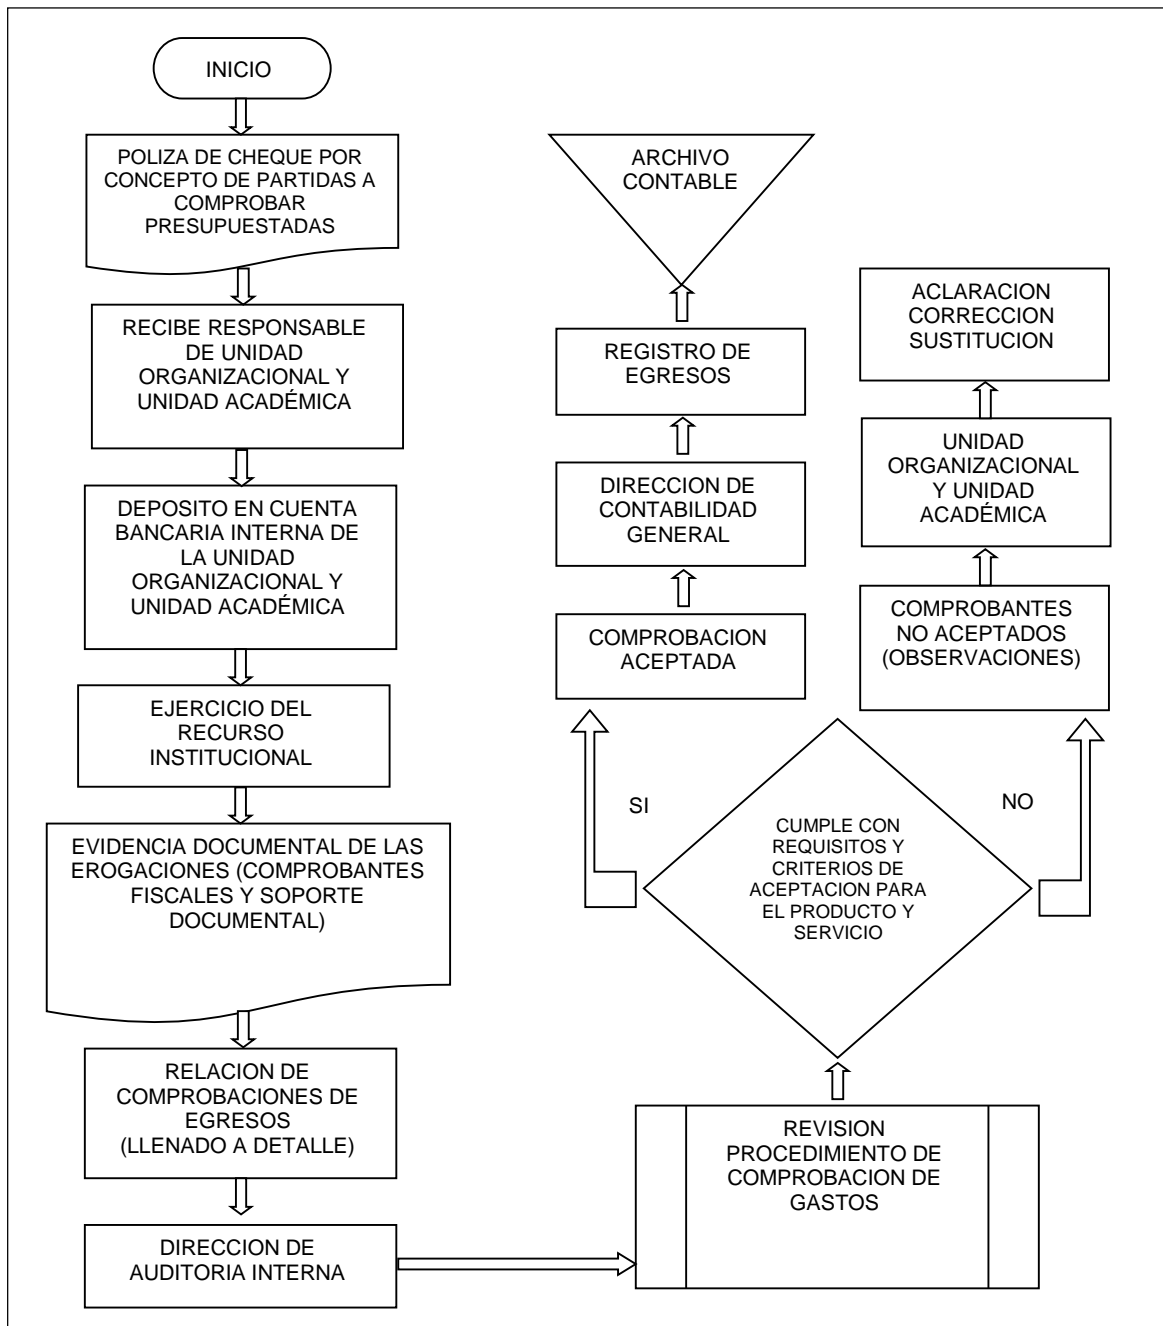 INICIO
POLIZA DE CHEQUE POR
CONCEPTO DE PARTIDAS A
COMPROBAR
PRESUPUESTADAS
RECIBE RESPONSABLE
DE UNIDAD
ORGANIZACIONAL Y
UNIDAD ACADÉMICA
DEPOSITO EN CUENTA
BANCARIA INTERNA DE
LA UNIDAD
ORGANIZACIONAL Y
UNIDAD ACADÉMICA
EJERCICIO DEL
RECURSO
INSTITUCIONAL
EVIDENCIA DOCUMENTAL DE LAS
EROGACIONES (COMPROBANTES
FISCALES Y SOPORTE
DOCUMENTAL)
RELACION DE
COMPROBACIONES DE
EGRESOS
(LLENADO A DETALLE)
DIRECCION DE
AUDITORIA INTERNA
REVISION
PROCEDIMIENTO DE
COMPROBACION DE
GASTOS
CUMPLE CON
REQUISITOS Y
CRITERIOS DE
ACEPTACION PARA
EL PRODUCTO Y
SERVICIO
SI
COMPROBACION
ACEPTADA
DIRECCION DE
CONTABILIDAD
GENERAL
REGISTRO DE
EGRESOS
ARCHIVO
CONTABLE
NO
COMPROBANTES
NO ACEPTADOS
(OBSERVACIONES)
UNIDAD
ORGANIZACIONAL
Y UNIDAD
ACADÉMICA
ACLARACION
CORRECCION
SUSTITUCION